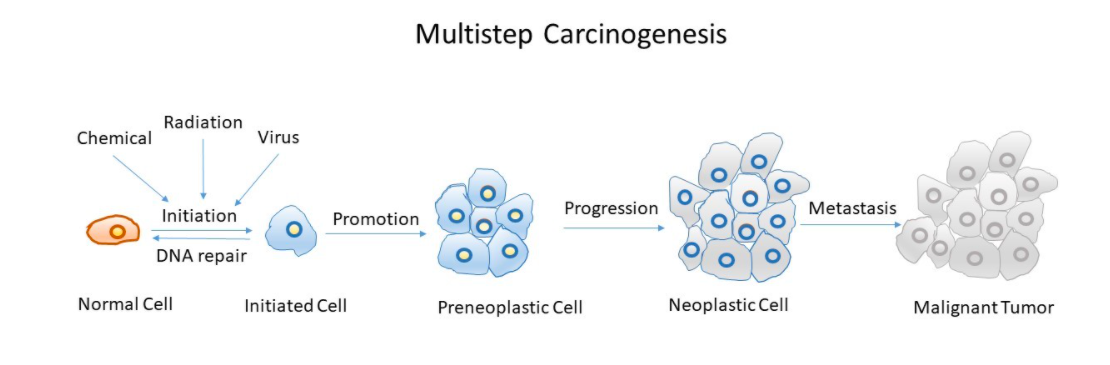 Multistep Carcinogenesis
Chemical
Radiation
Virus
Initiation
DNA repair
Promotion
Progression
Metastasis
Normal Cell
Initiated Cell
Preneoplastic Cell
Neoplastic Cell
Malignant Tumor